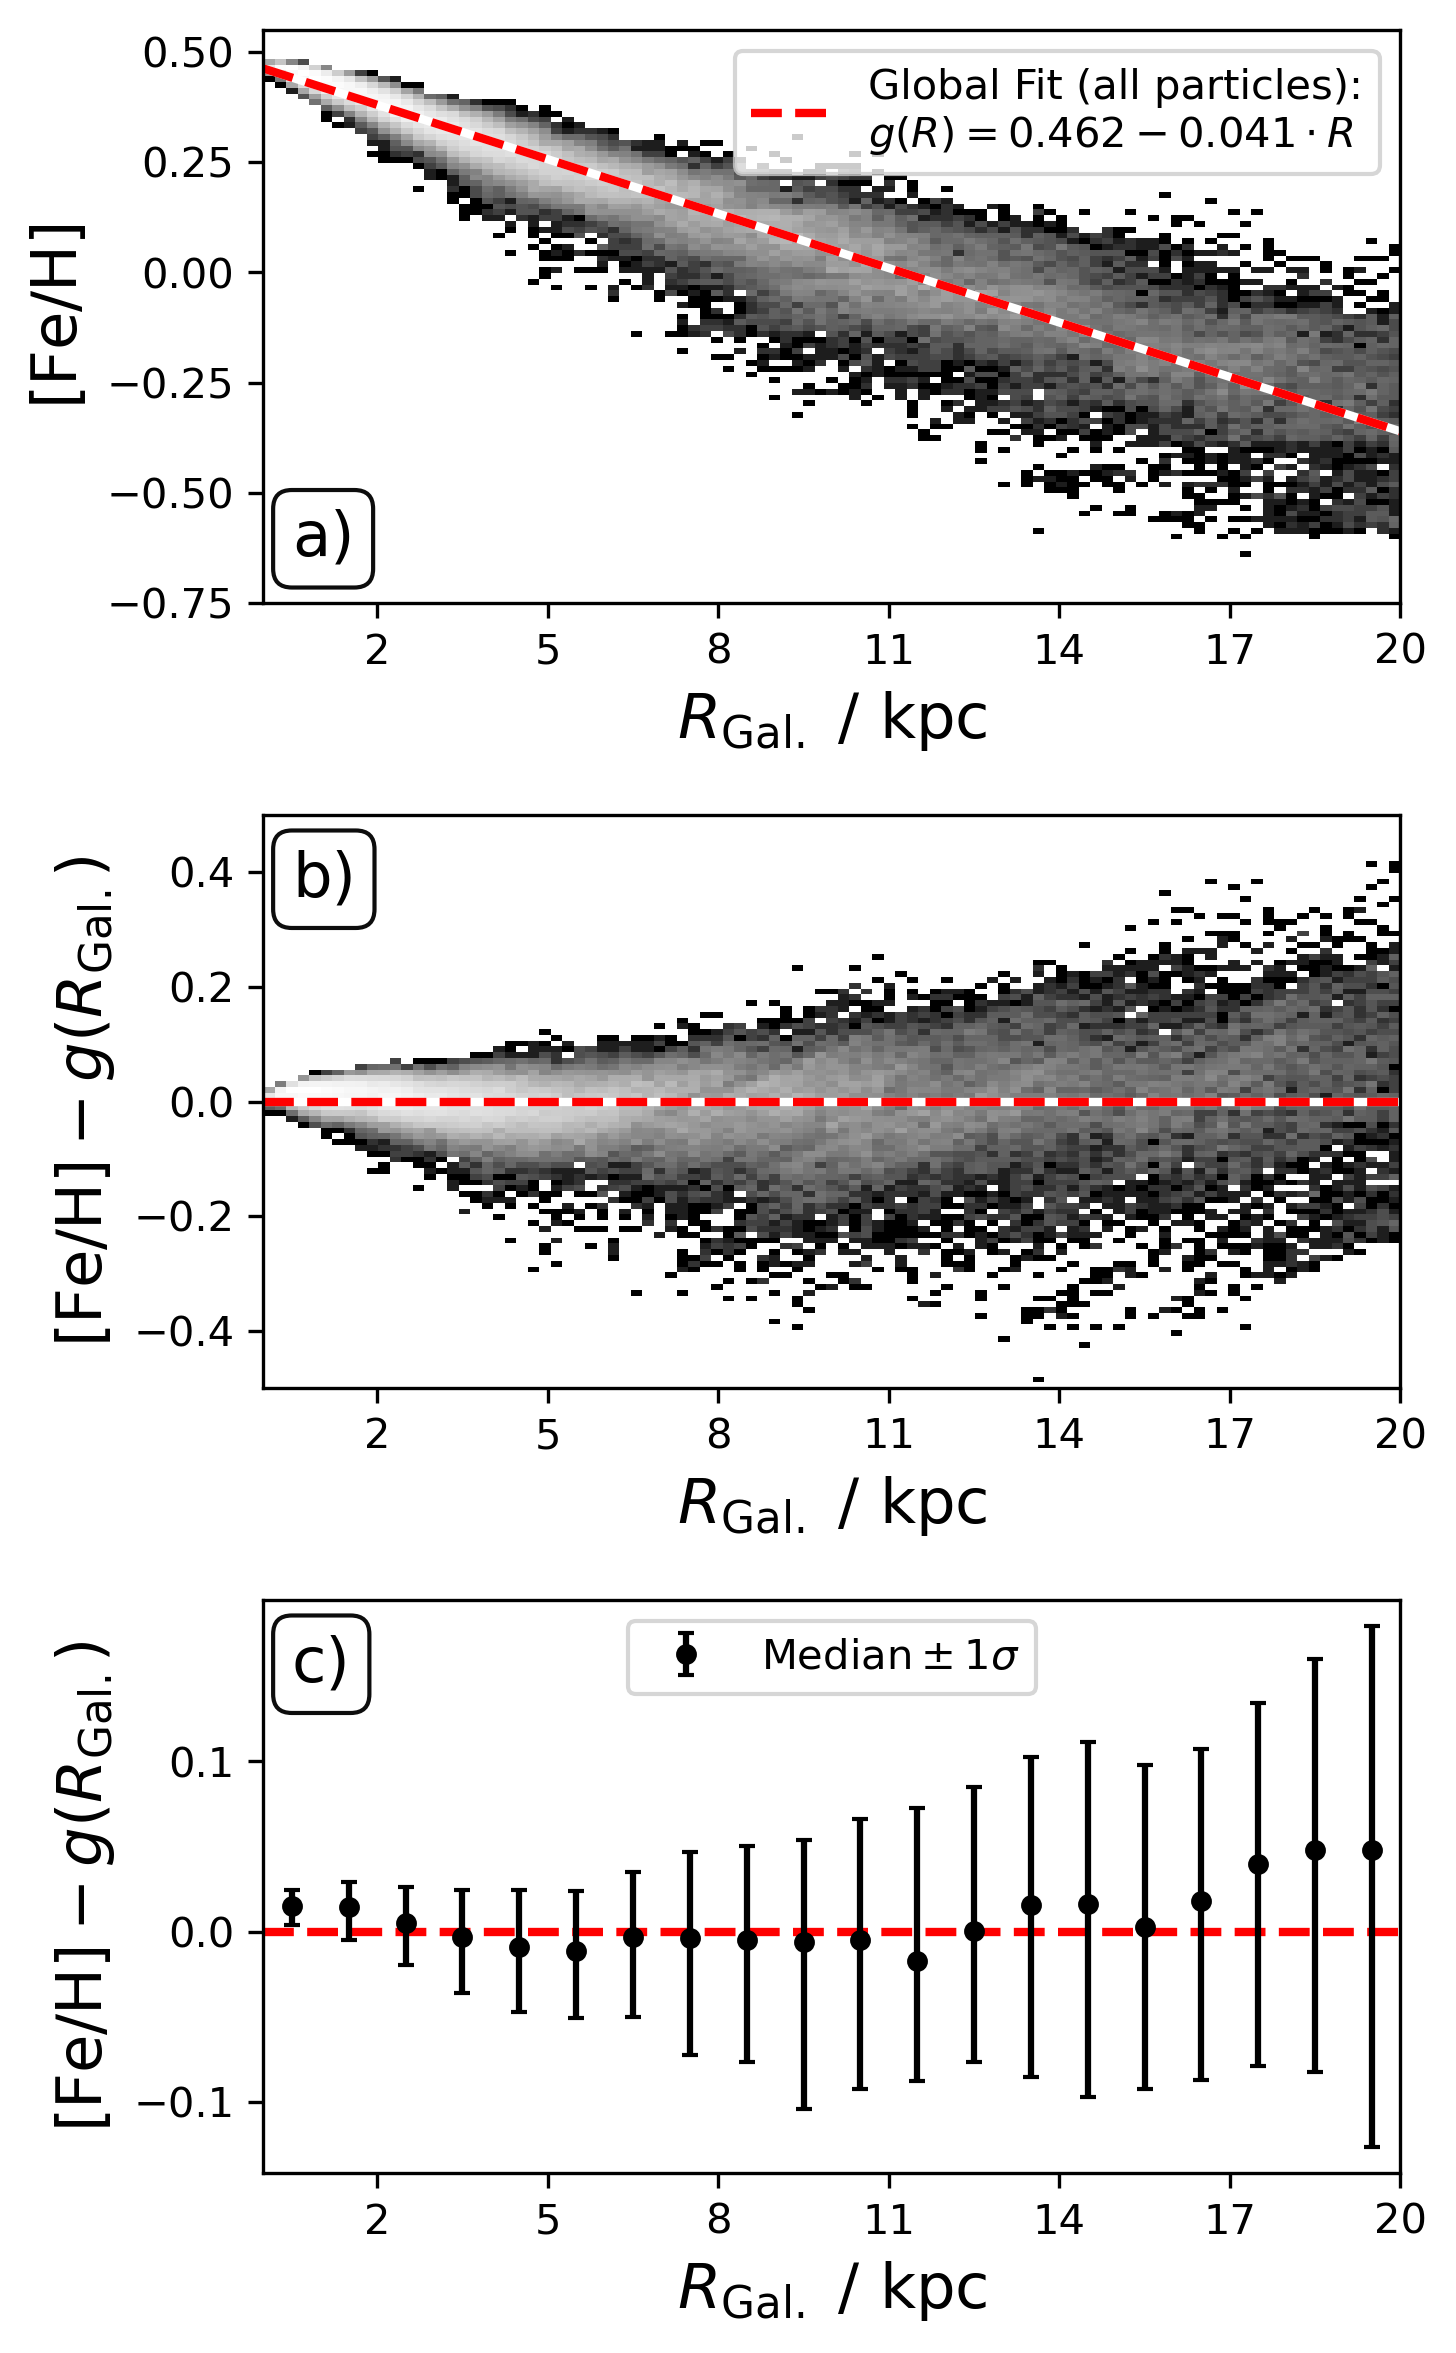 0.50
0.25
0.00
−0.25
−0.50
−0.75
[Fe/H]
Global Fit (all particles):
g(R) = 0.462 − 0.041 · R
a)
2 5 8 11 14 17 20
R_Gal. / kpc
b)
0.4
0.2
0.0
−0.2
−0.4
[Fe/H] − g(R_Gal.)
2 5 8 11 14 17 20
R_Gal. / kpc
c)
Median ± 1σ
0.1
0.0
−0.1
[Fe/H] − g(R_Gal.)
2 5 8 11 14 17 20
R_Gal. / kpc